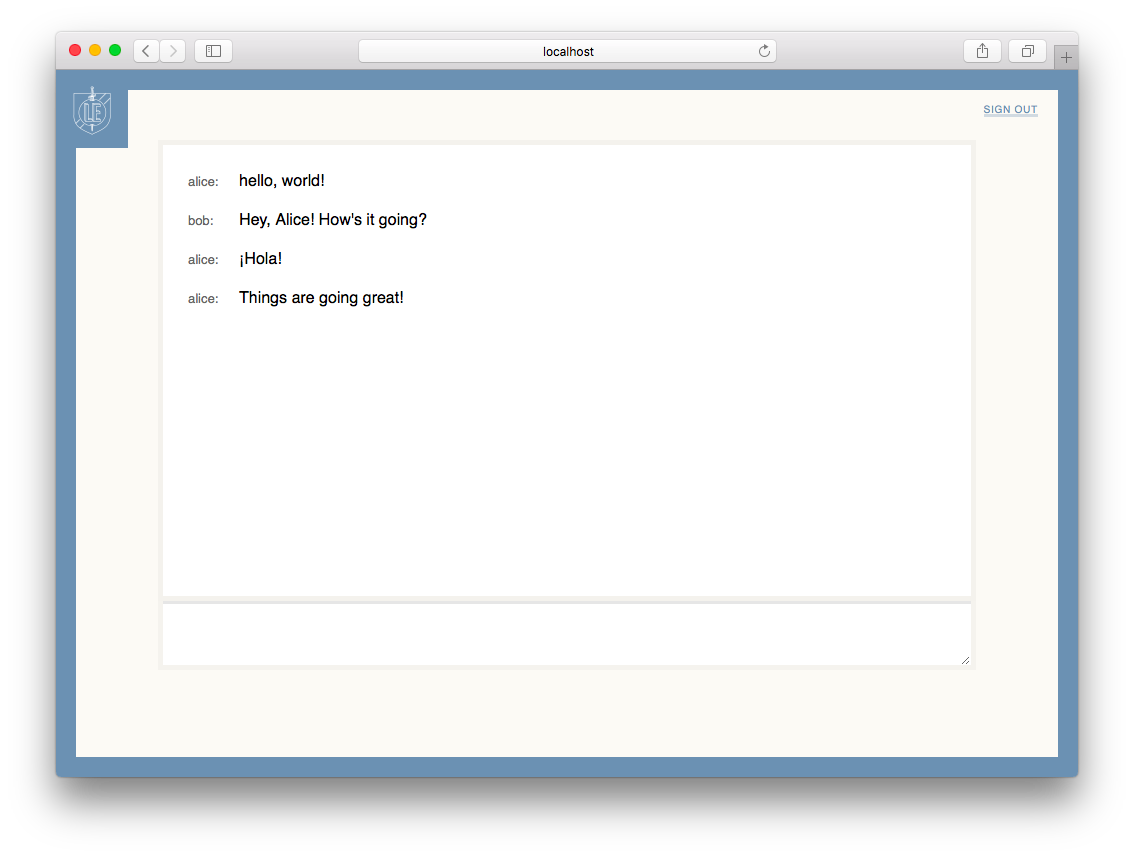 localhost
LE
SIGN OUT
alice: hello, world!
bob: Hey, Alice! How's it going?
alice: ¡Hola!
alice: Things are going great!